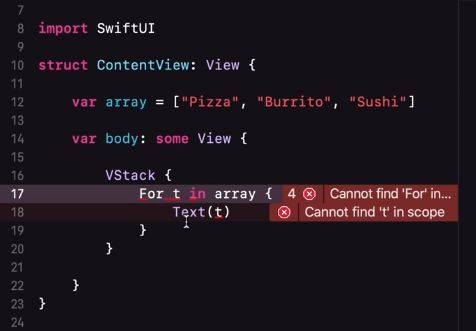 7
8 import SwiftUI
9
10 struct ContentView: View {
11
12 var array = ["Pizza", "Burrito", "Sushi"]
13
14 var body: some View {
15
16 VStack {
17 For t in array { 4 Cannot find 'For' in...
18 Text(t) Cannot find 't' in scope
19 }
20 }
21
22 }
23 }
24